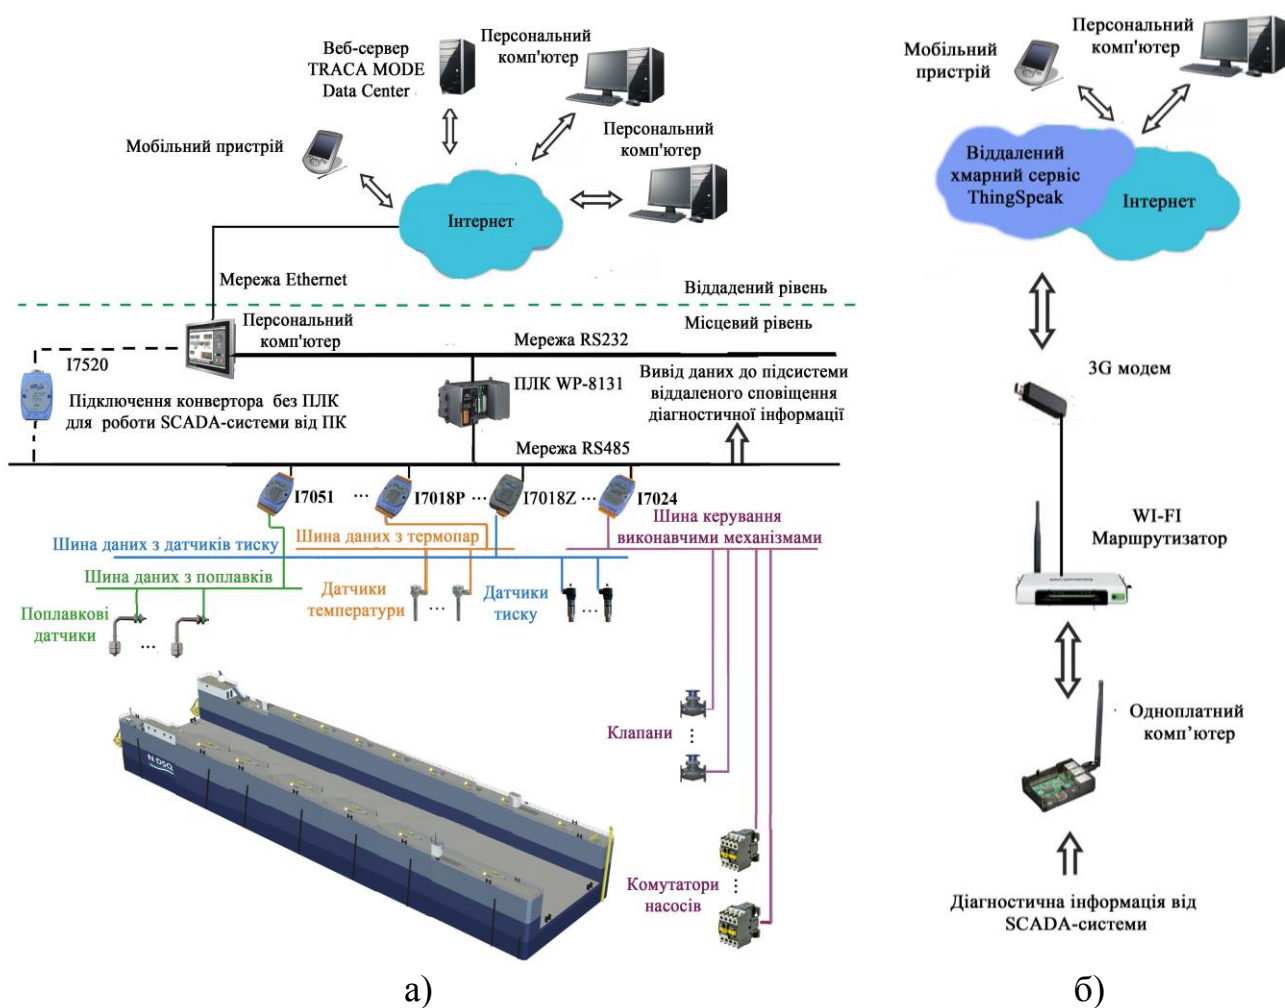 Веб-сервер
TRACA MODE
Data Center
Персональний
комп'ютер
Персональний
комп'ютер
Мобільний пристрій
Інтернет
Мережа Ethernet
Віддадений рівень
Місцевий рівень
Персональний
комп'ютер
Мережа RS232
I7520
Підключення конвертора без ПЛК
для роботи SCADA-системи від ПК
ПЛК WP-8131
Вивід даних до підсистеми
віддаленого сповіщення
діагностичної інформації
Мережа RS485
I7051 ... I7018P ... I7018Z ... I7024
Шина даних з датчиків тиску
Шина даних з термопар
Шина керування
виконавчими механізмами
Шина даних з поплавків
Поплавкові
датчики
...
Датчики
температури
...
Датчики
тиску
...
N DSQ
Клапани
...
Комутатори
насосів
...
а)
Мобільний
пристрій
Персональний
комп'ютер
Віддалений
хмарний сервіс
ThingSpeak
Інтернет
3G модем
WI-FI
Маршрутизатор
Одноплатний
комп’ютер
Діагностична інформація від
SCADA-системи
б)